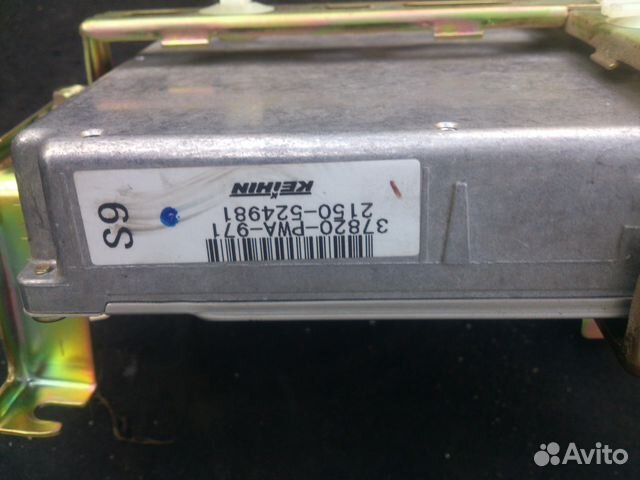 37820-PWA-971
2150-524981
KEIHIN
S9
Avito